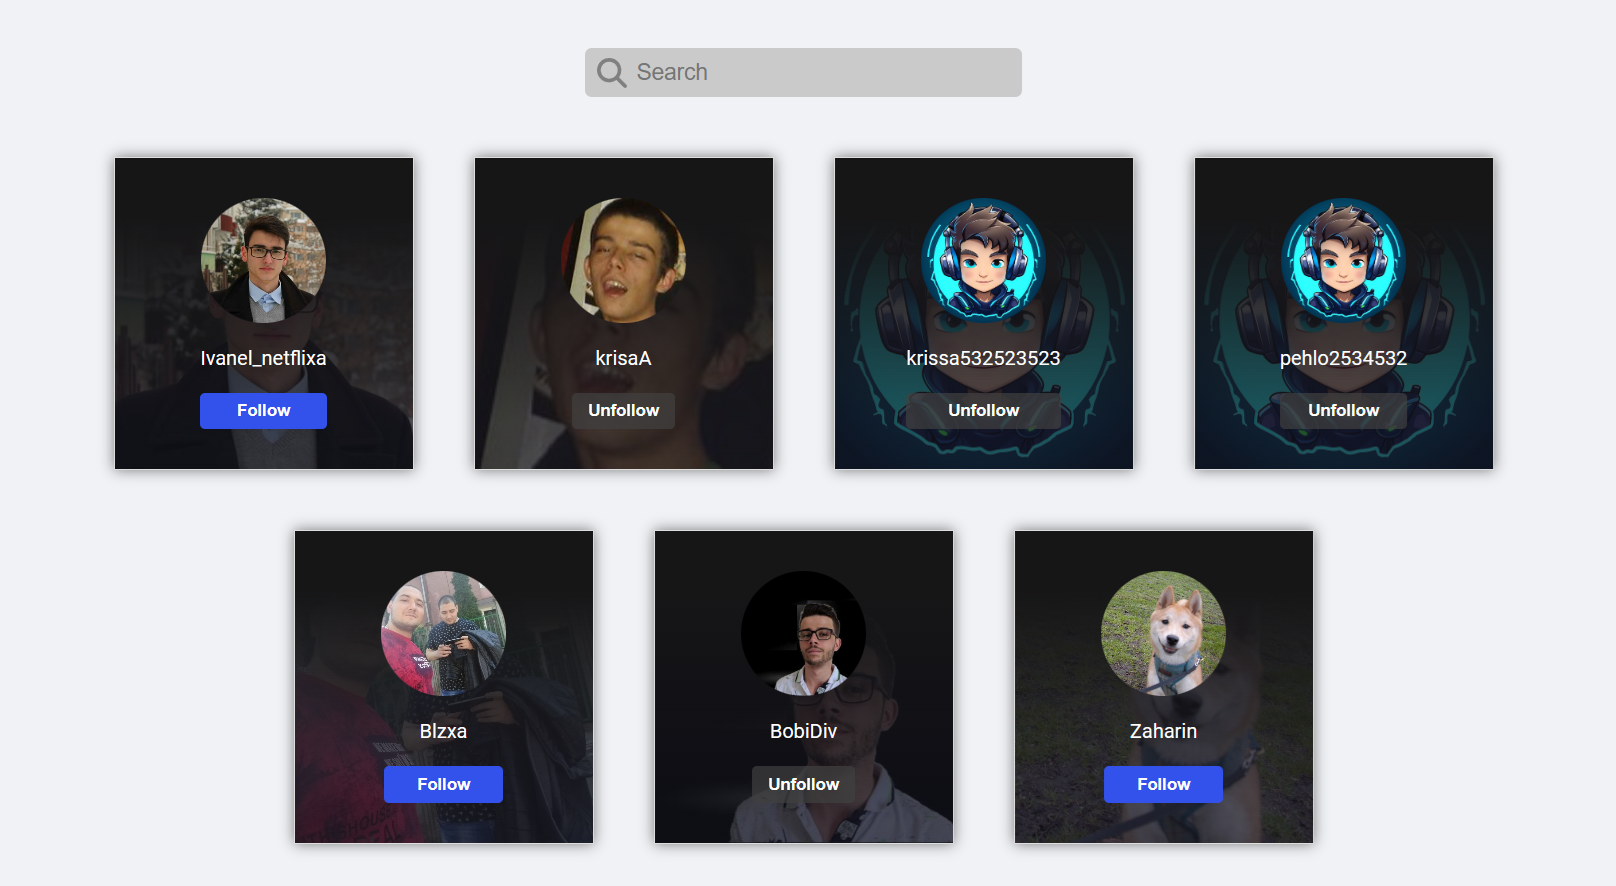 Search
Ivanel_netflixa
Follow
krisaA
Unfollow
krissa532523523
Unfollow
pehlo2534532
Unfollow
Blzxa
Follow
BobiDiv
Unfollow
Zaharin
Follow